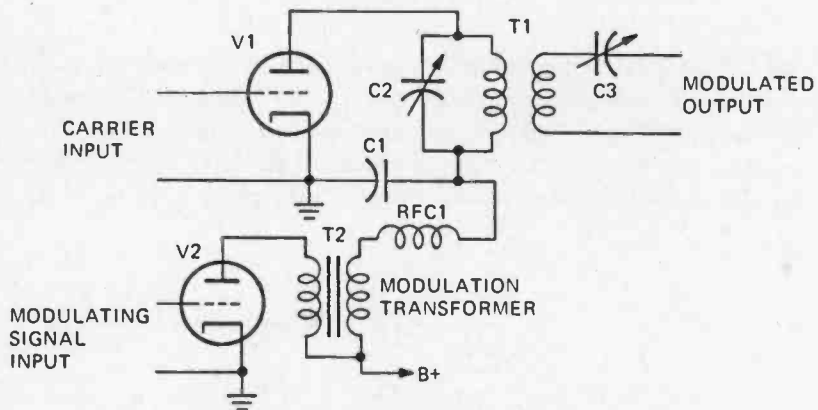 T1
V1
C2
C3
MODULATED
OUTPUT
CARRIER
INPUT
C1
RFC1
V2
T2
MODULATION
TRANSFORMER
MODULATING
SIGNAL
INPUT
B+